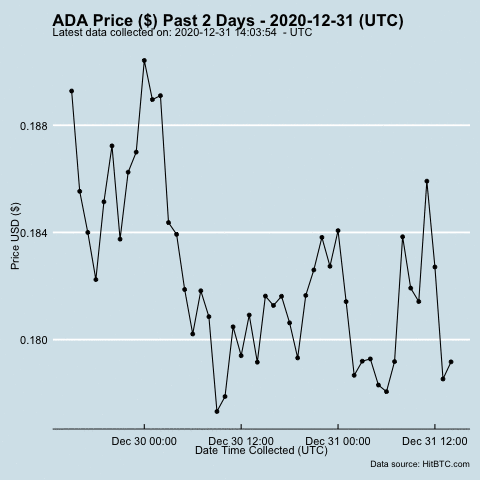 ADA Price ($) Past 2 Days - 2020-12-31 (UTC)
Latest data collected on: 2020-12-31 14:03:54 - UTC
0.188
0.184
0.180
Price USD ($)
Dec 30 00:00 Dec 30 12:00 Dec 31 00:00 Dec 31 12:00
Date Time Collected (UTC)
Data source: HitBTC.com